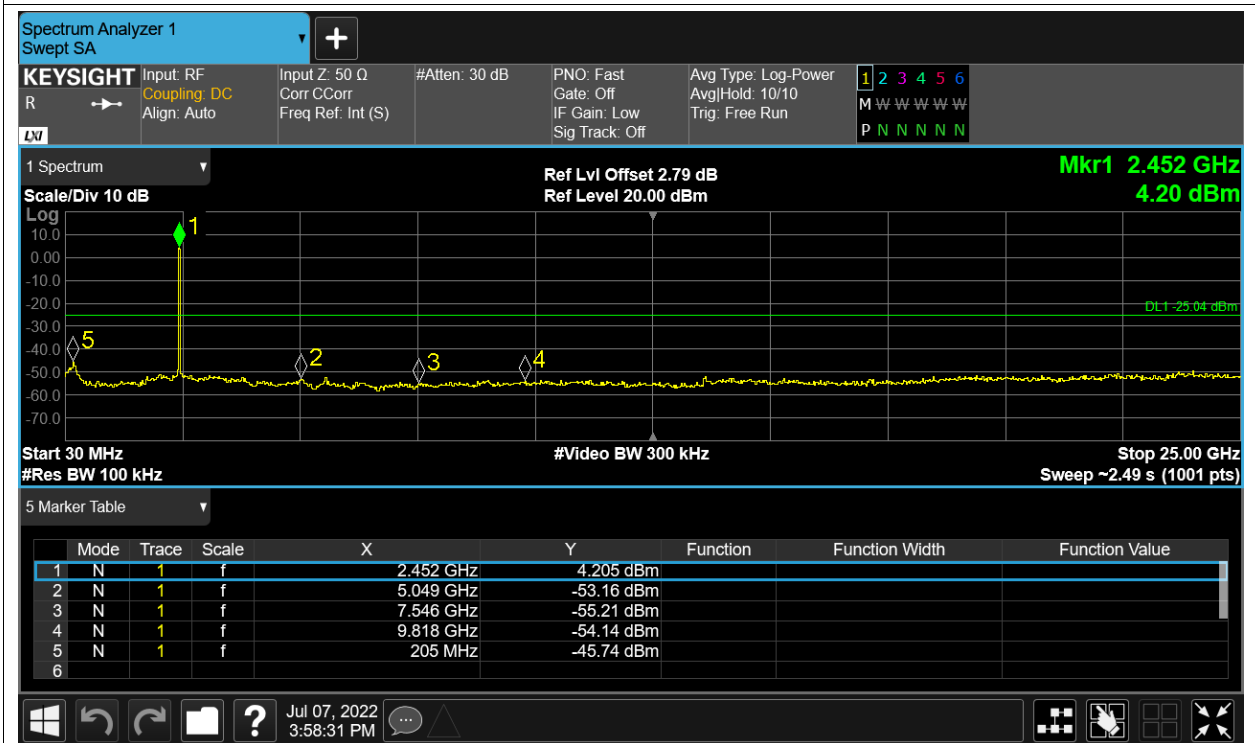 Spectrum Analyzer 1
Swept SA
KEYSIGHT Input: RF Input Z: 50 Ω #Atten: 30 dB PNO: Fast Avg Type: Log-Power 1 2 3 4 5 6
R Coupling: DC Corr CCorr Gate: Off Avg|Hold: 10/10 M W W W W W
Align: Auto Freq Ref: Int (S) IF Gain: Low Trig: Free Run
LXI Sig Track: Off P N N N N N
1 Spectrum Ref Lvl Offset 2.79 dB Mkr1 2.452 GHz
Scale/Div 10 dB Ref Level 20.00 dBm 4.20 dBm
Log
1
10.0
0.00
-10.0
-20.0
DL1 -25.04 dBm
-30.0
5
-40.0
2 3 4
-50.0
-60.0
-70.0
Start 30 MHz #Video BW 300 kHz Stop 25.00 GHz
#Res BW 100 kHz Sweep ~2.49 s (1001 pts)
5 Marker Table
Mode Trace Scale X Y Function Function Width Function Value
1 N 1 f 2.452 GHz 4.205 dBm
2 N 1 f 5.049 GHz -53.16 dBm
3 N 1 f 7.546 GHz -55.21 dBm
4 N 1 f 9.818 GHz -54.14 dBm
5 N 1 f 205 MHz -45.74 dBm
6
? Jul 07, 2022
3:58:31 PM